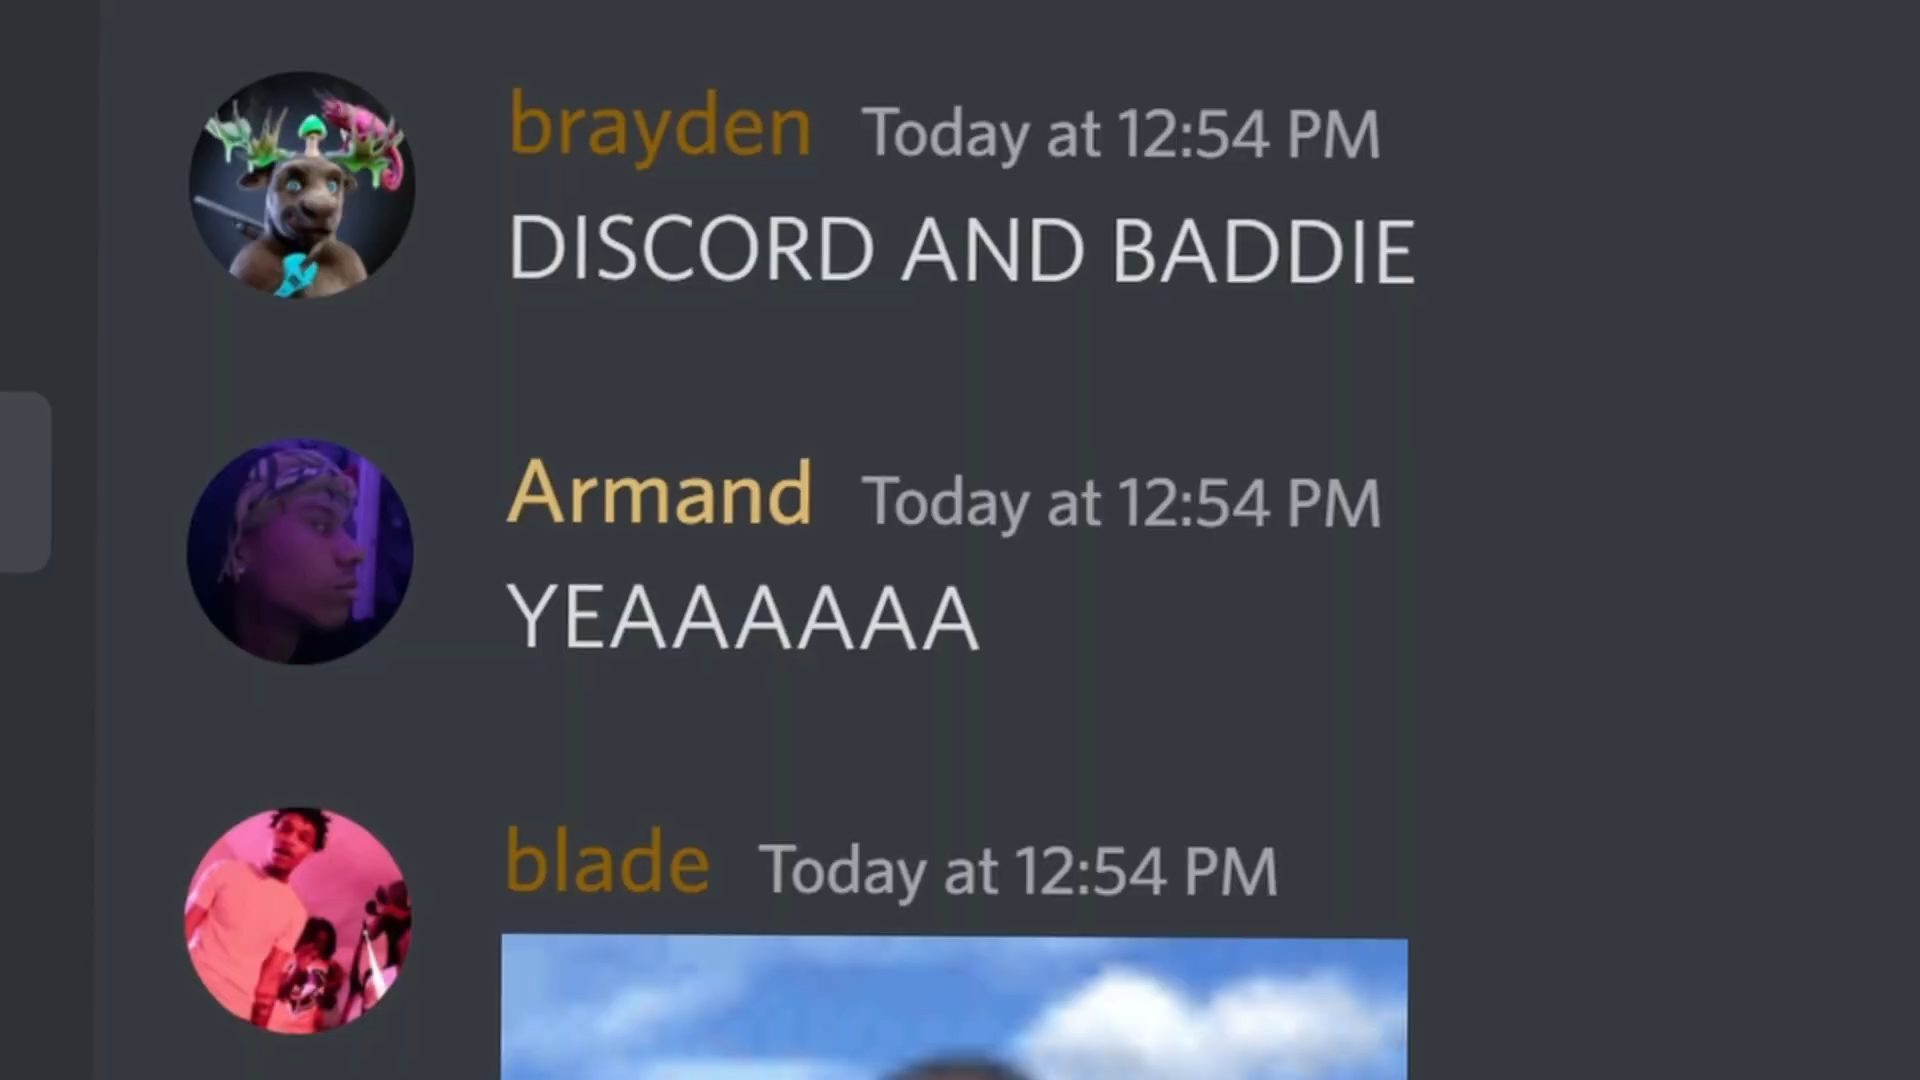 brayden Today at 12:54 PM
DISCORD AND BADDIE
Armand Today at 12:54 PM
YEAAAAAA
blade Today at 12:54 PM